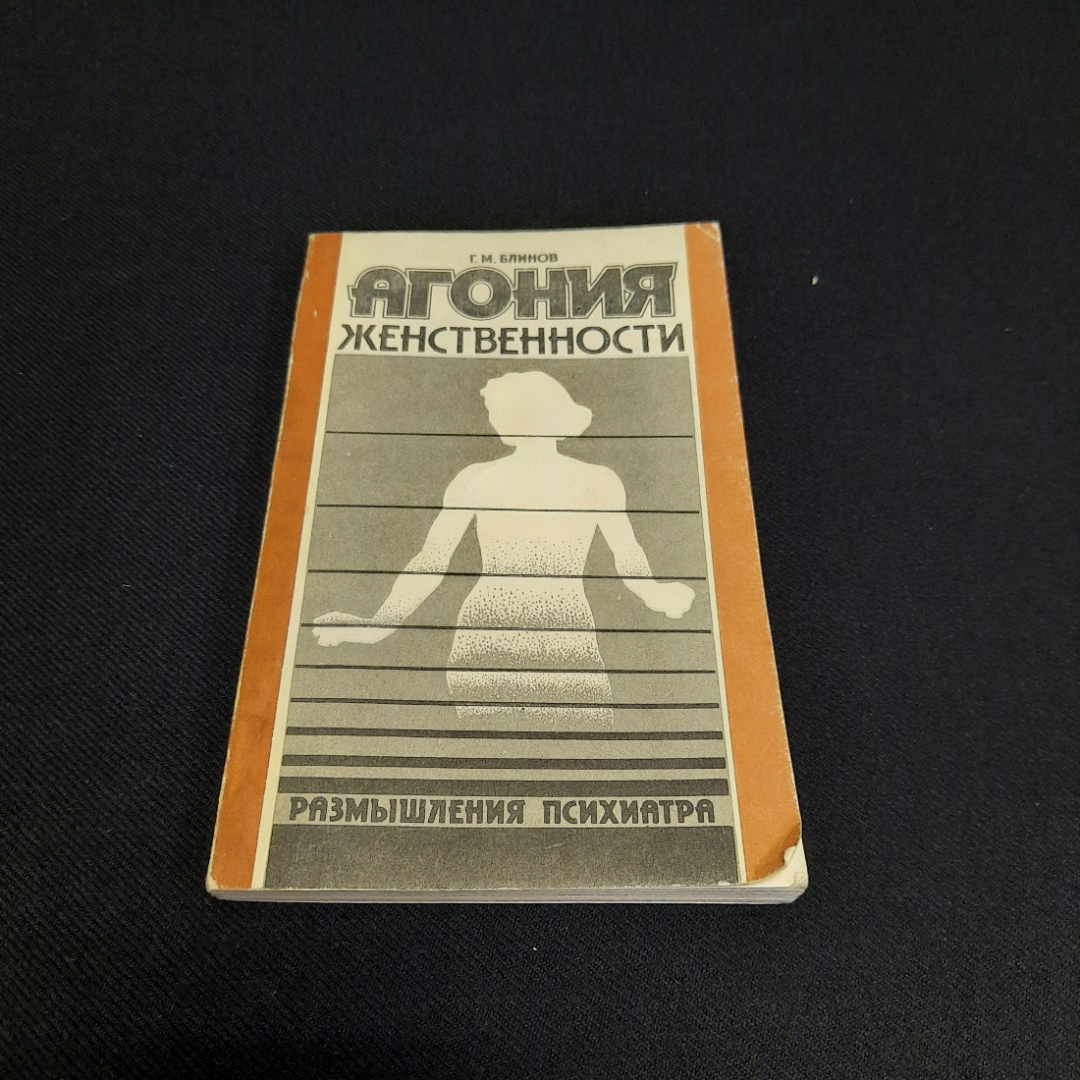 Г. М. БЛИНОВ
АГОНИЯ
ЖЕНСТВЕННОСТИ
РАЗМЫШЛЕНИЯ ПСИХИАТРА